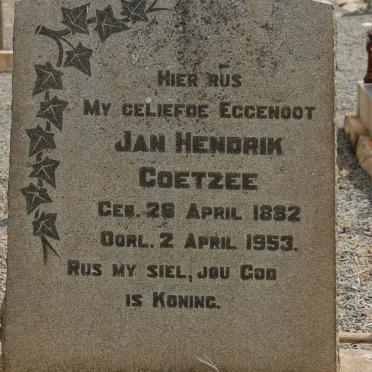 Hier rus
My geliefde Eggenoot
Jan Hendrik
Coetzee
Geb. 28 April 1882
Oorl. 2 April 1953.
Rus my siel, jou God
is Koning.